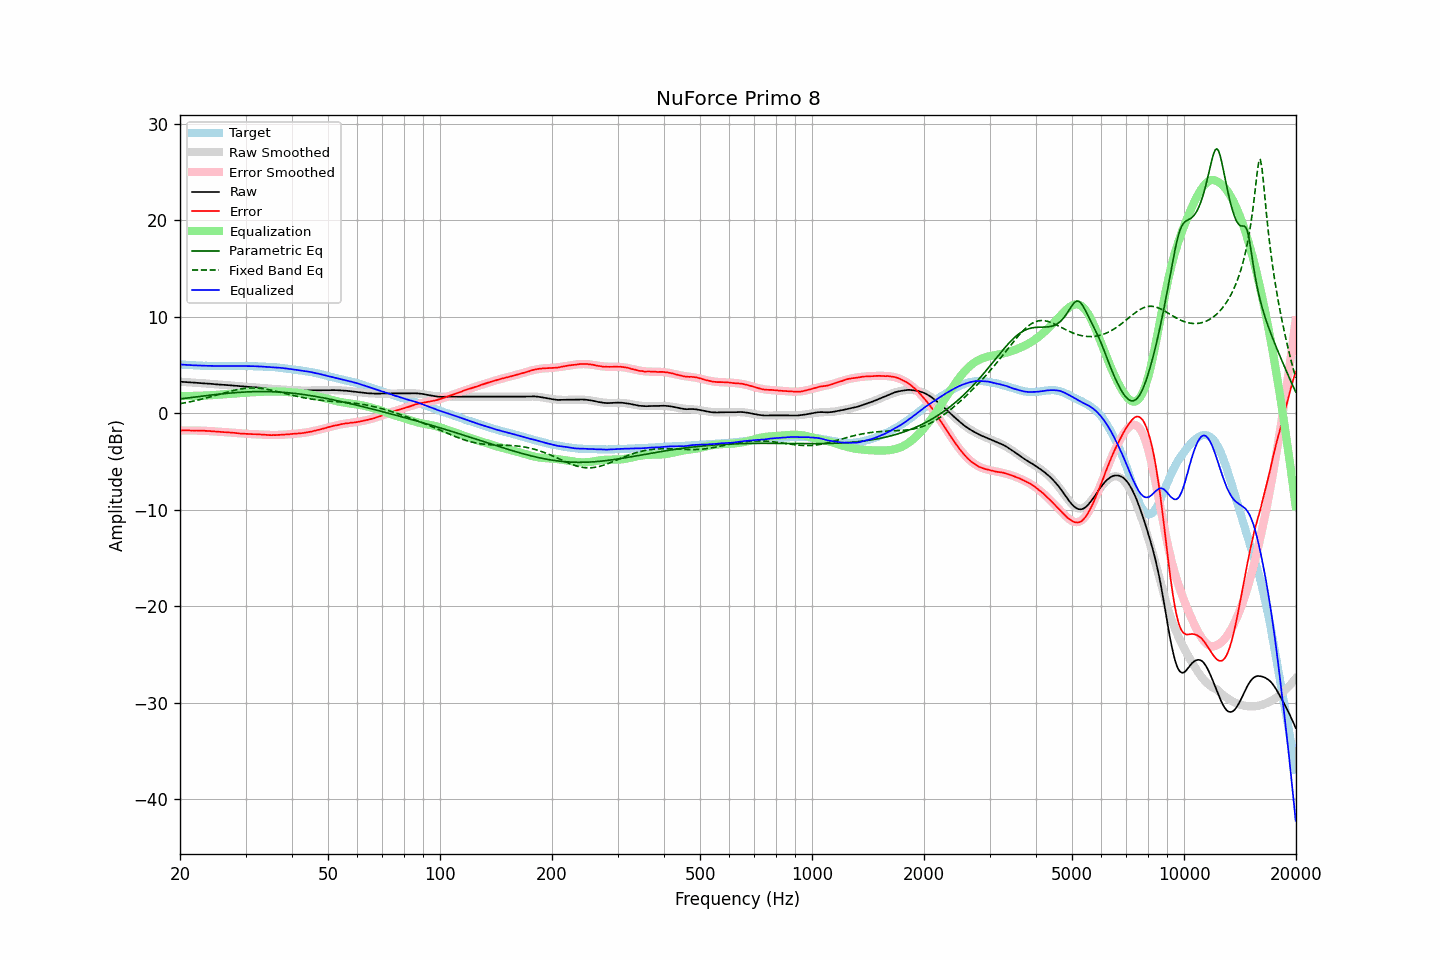 NuForce Primo 8
Target
Raw Smoothed
Error Smoothed
Raw
Error
Equalization
Parametric Eq
Fixed Band Eq
Equalized
Amplitude (dBr)
30
20
10
0
−10
−20
−30
−40
20
50
100
200
500
1000
2000
5000
10000
20000
Frequency (Hz)